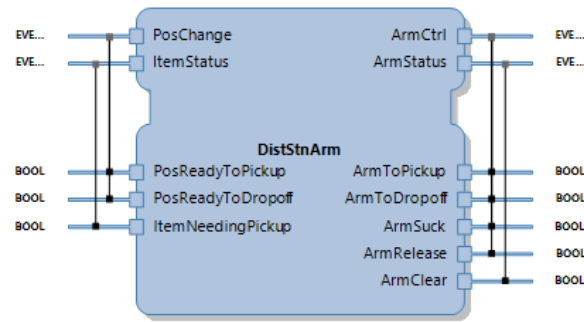 EVE... PosChange ArmCtrl EVE...
EVE... ItemStatus ArmStatus EVE...
DistStnArm
BOOL PosReadyToPickup ArmToPickup BOOL
BOOL PosReadyToDropoff ArmToDropoff BOOL
BOOL ItemNeedingPickup ArmSuck BOOL
ArmRelease BOOL
ArmClear BOOL